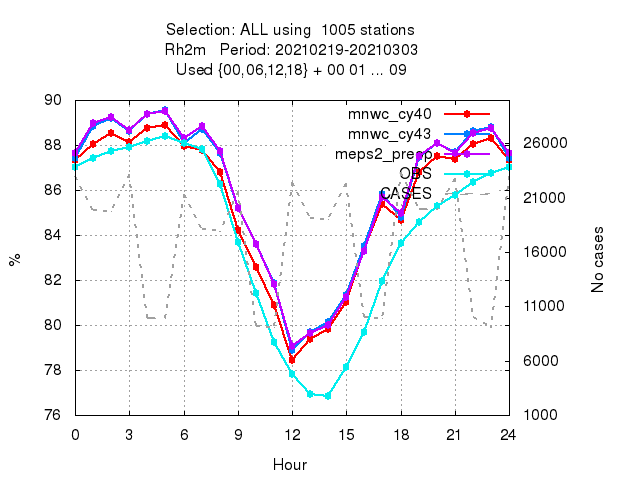 Selection: ALL using  1005 stations
Rh2m   Period: 20210219-20210303
Used {00,06,12,18} + 00 01 ... 09
90
88
86
84
82
80
78
76
%
mnwc_cy40
mnwc_cy43
meps2_preop
OBS
CASES
26000
21000
16000
11000
6000
1000
No cases
0 3 6 9 12 15 18 21 24
Hour